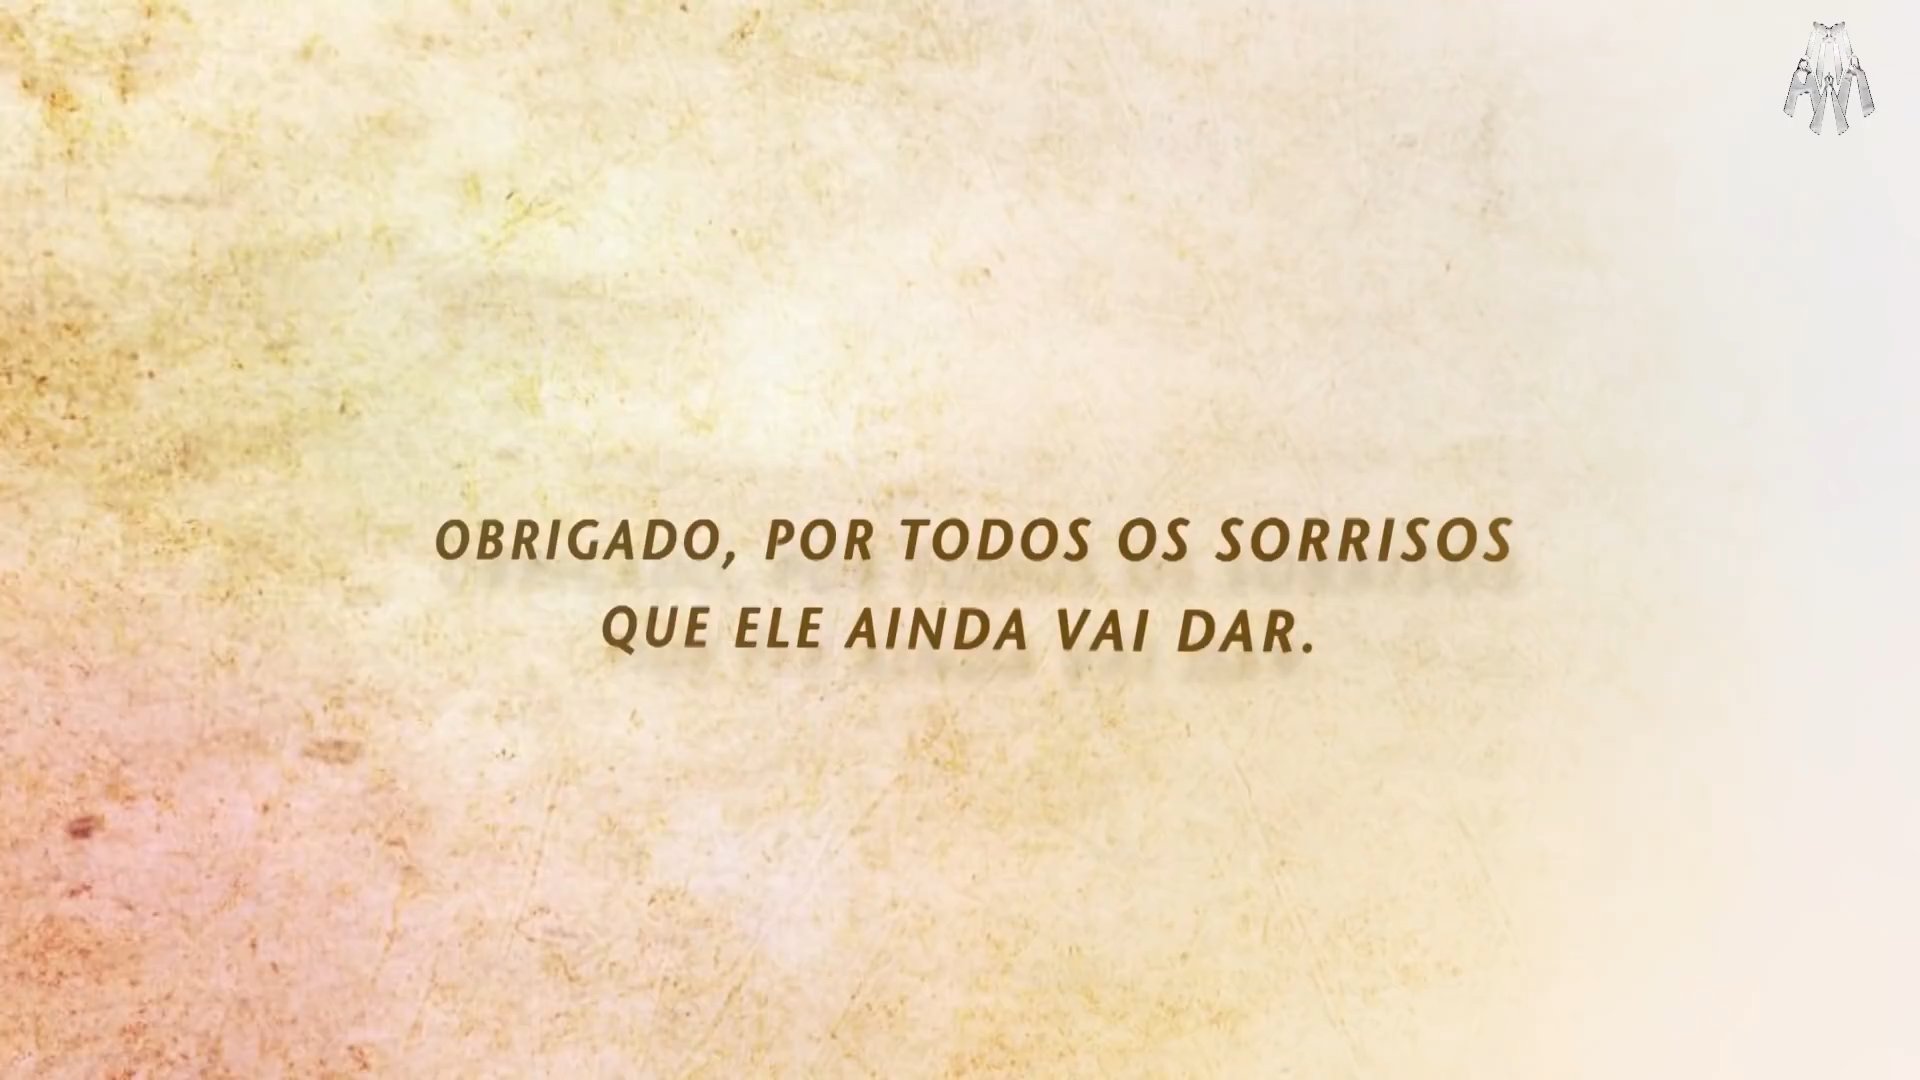 OBRIGADO, POR TODOS OS SORRISOS
QUE ELE AINDA VAI DAR.